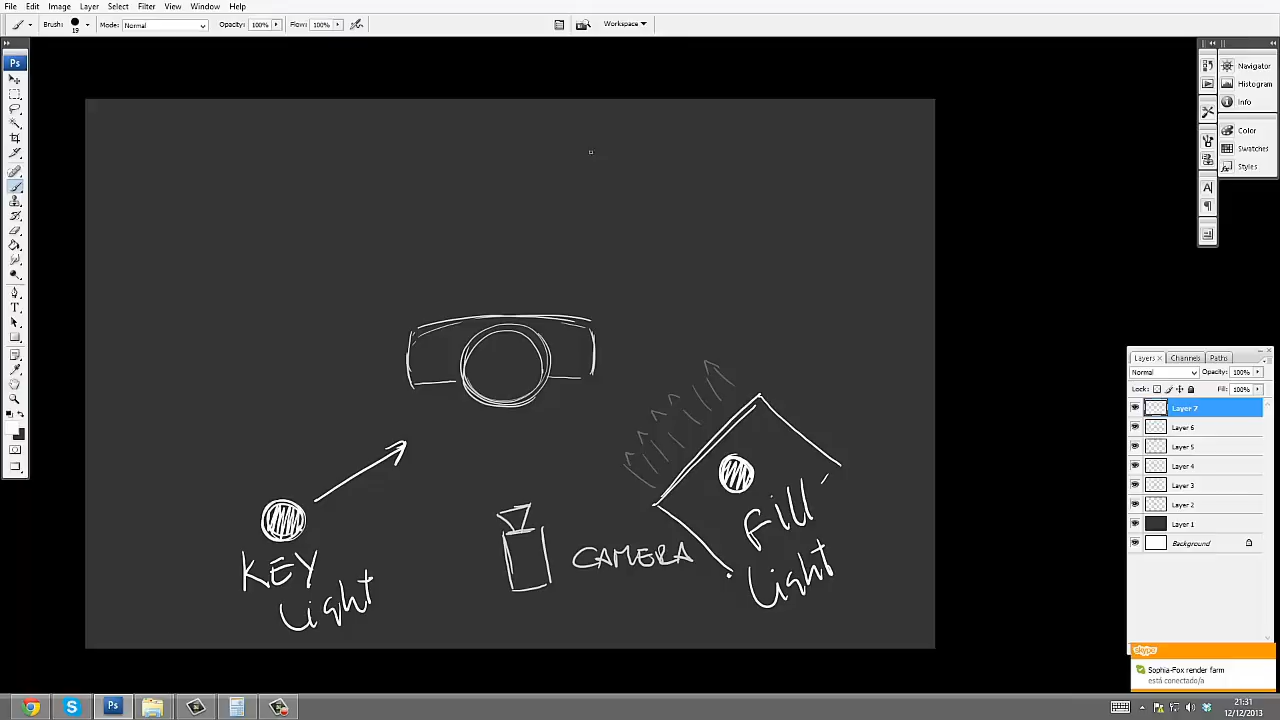 File Edit Image Layer Select Filter View Window Help
Brush: 19 Mode: Normal Opacity: 100% Flow: 100% Workspace
Ps
Navigator
Histogram
Info
Color
Swatches
Styles
KEY
Light
CAMERA
Fill
Light
Layers x Channels Paths
Normal Opacity: 100%
Lock: Fill: 100%
Layer 7
Layer 6
Layer 5
Layer 4
Layer 3
Layer 2
Layer 1
Background
skype
Sophia-Fox render farm
está conectado/a
21:31
12/12/2013